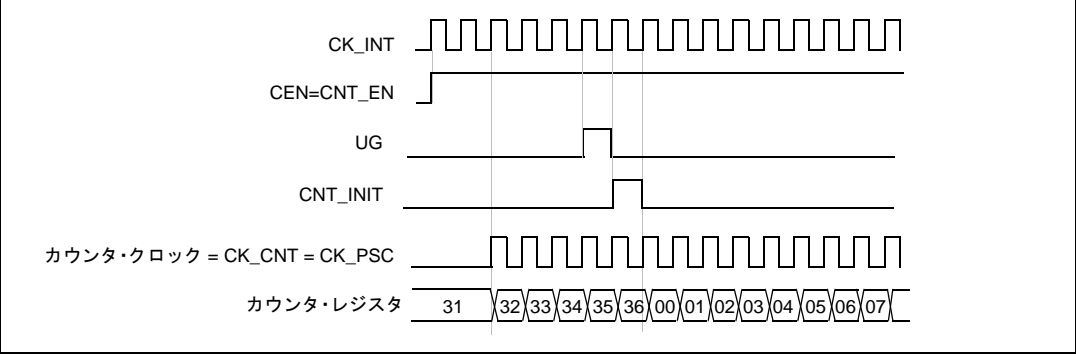 CK_INT
CEN=CNT_EN
UG
CNT_INIT
カウンタ・クロック = CK_CNT = CK_PSC
カウンタ・レジスタ 31 32 33 34 35 36 00 01 02 03 04 05 06 07